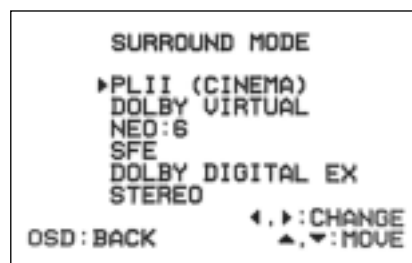 SURROUND MODE
▶PLII (CINEMA)
DOLBY VIRTUAL
NEO:6
SFE
DOLBY DIGITAL EX
STEREO
◀,▶:CHANGE
OSD:BACK ▲,▼:MOVE